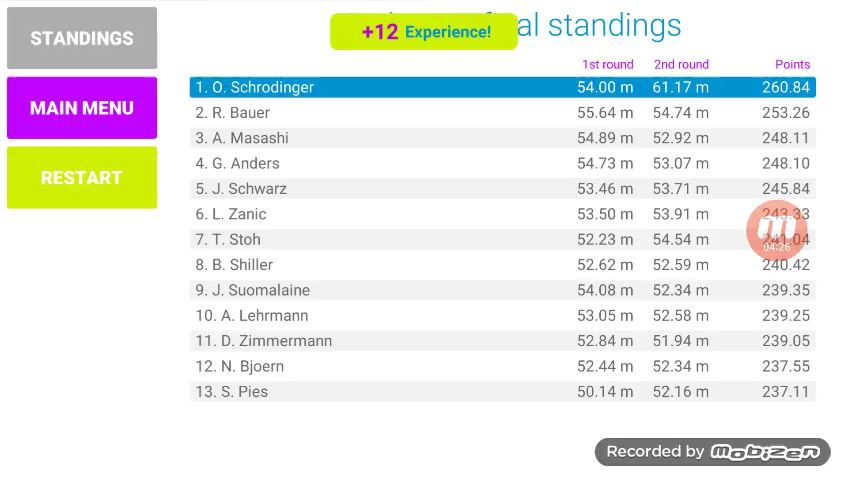 STANDINGS
MAIN MENU
RESTART
+12 Experience!
al standings
1st round 2nd round Points
1. O. Schrodinger 54.00 m 61.17 m 260.84
2. R. Bauer 55.64 m 54.74 m 253.26
3. A. Masashi 54.89 m 52.92 m 248.11
4. G. Anders 54.73 m 53.07 m 248.10
5. J. Schwarz 53.46 m 53.71 m 245.84
6. L. Zanic 53.50 m 53.91 m 243.33
7. T. Stoh 52.23 m 54.54 m 241.04
8. B. Shiller 52.62 m 52.59 m 240.42
9. J. Suomalaine 54.08 m 52.34 m 239.35
10. A. Lehrmann 53.05 m 52.58 m 239.25
11. D. Zimmermann 52.84 m 51.94 m 239.05
12. N. Bjoern 52.44 m 52.34 m 237.55
13. S. Pies 50.14 m 52.16 m 237.11
04:26
Recorded by mobizen